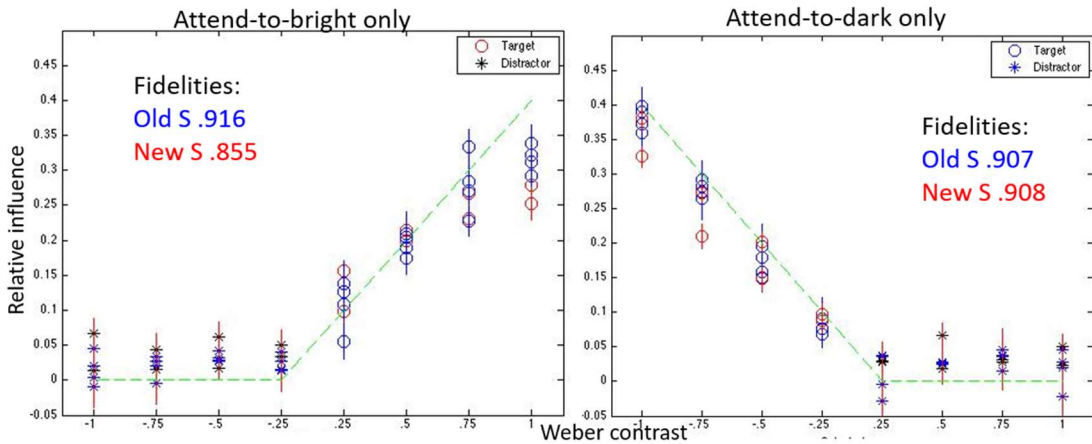 Attend-to-bright only
Attend-to-dark only
Target
Distractor
Fidelities:
Old S .916
New S .855
0.45
0.4
0.35
0.3
0.25
0.2
0.15
0.1
0.05
0
-0.05
-1
-.75
-.5
-.25
.25
.5
.75
1
Relative influence
Target
Distractor
Fidelities:
Old S .907
New S .908
0.45
0.4
0.35
0.3
0.25
0.2
0.15
0.1
0.05
0
-0.05
-1
-.75
-.5
-.25
.25
.5
.75
1
Weber contrast